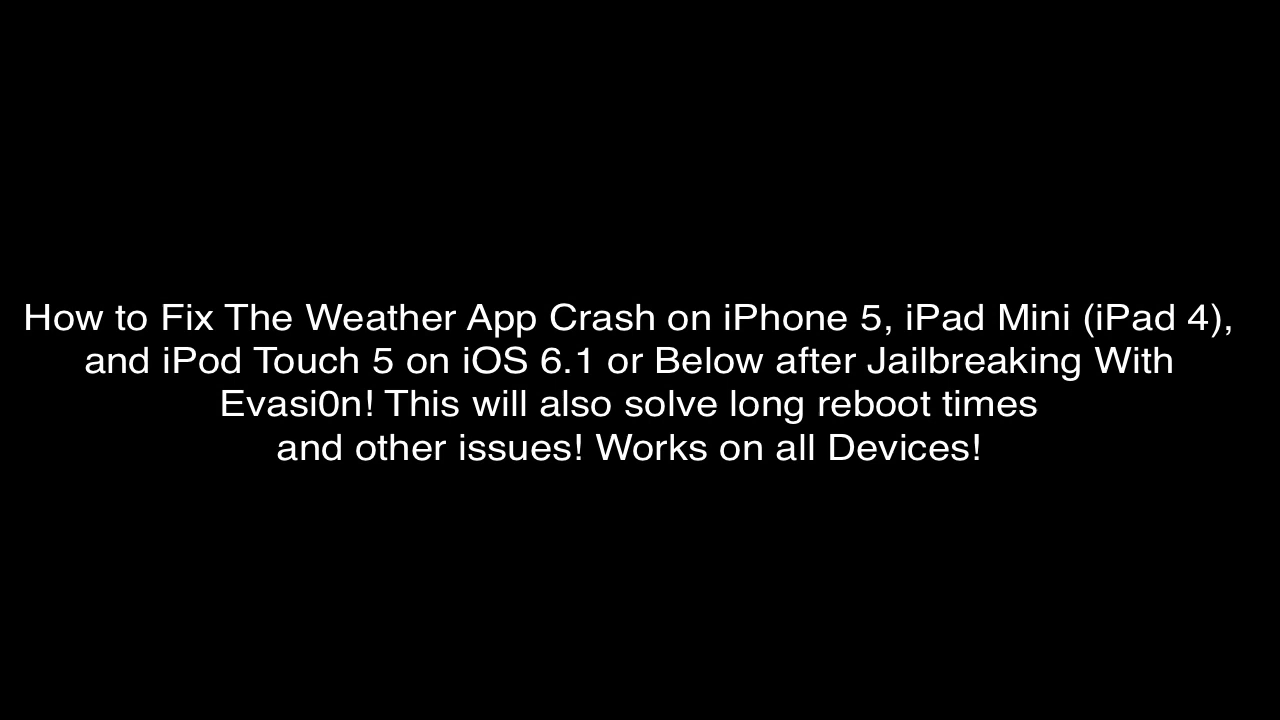 How to Fix The Weather App Crash on iPhone 5, iPad Mini (iPad 4),
and iPod Touch 5 on iOS 6.1 or Below after Jailbreaking With
Evasi0n! This will also solve long reboot times
and other issues! Works on all Devices!